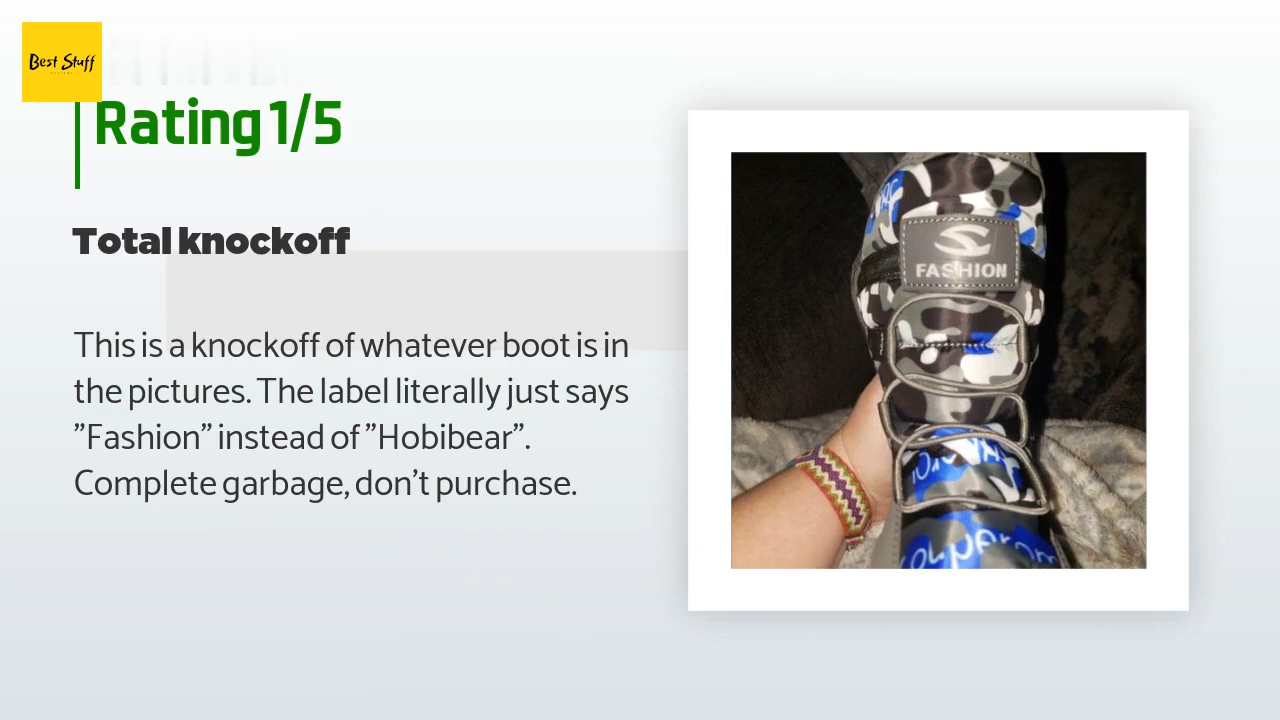 Best Stuff
Rating 1/5
Total knockoff
This is a knockoff of whatever boot is in
the pictures. The label literally just says
”Fashion” instead of ”Hobibear”.
Complete garbage, don't purchase.
FASHION